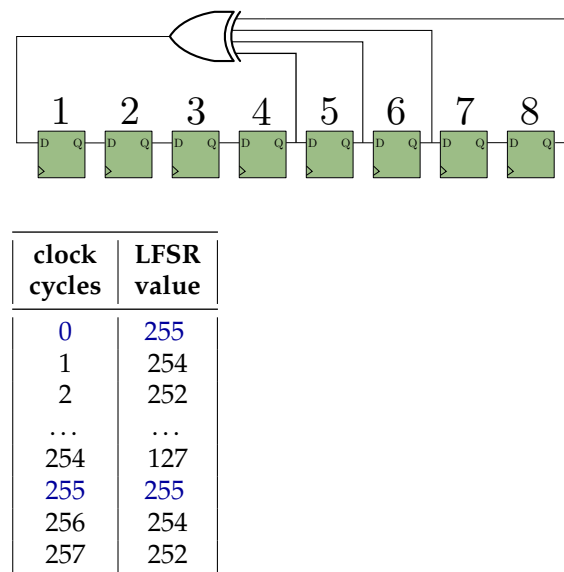 1 2 3 4 5 6 7 8
D Q D Q D Q D Q D Q D Q D Q D Q
clock LFSR
cycles value
0 255
1 254
2 252
... ...
254 127
255 255
256 254
257 252